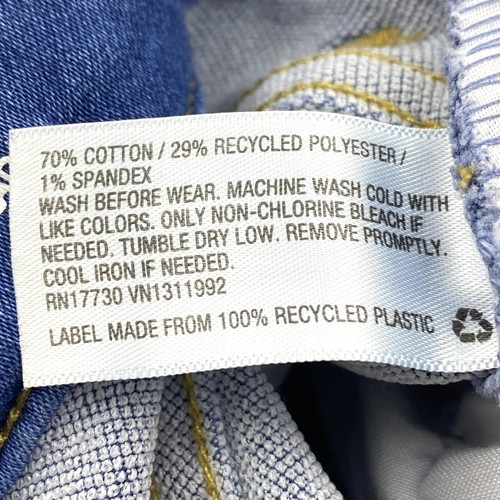 70% COTTON / 29% RECYCLED POLYESTER /
1% SPANDEX
WASH BEFORE WEAR. MACHINE WASH COLD WITH
LIKE COLORS. ONLY NON-CHLORINE BLEACH IF
NEEDED. TUMBLE DRY LOW. REMOVE PROMPTLY.
COOL IRON IF NEEDED.
RN17730 VN1311992
LABEL MADE FROM 100% RECYCLED PLASTIC